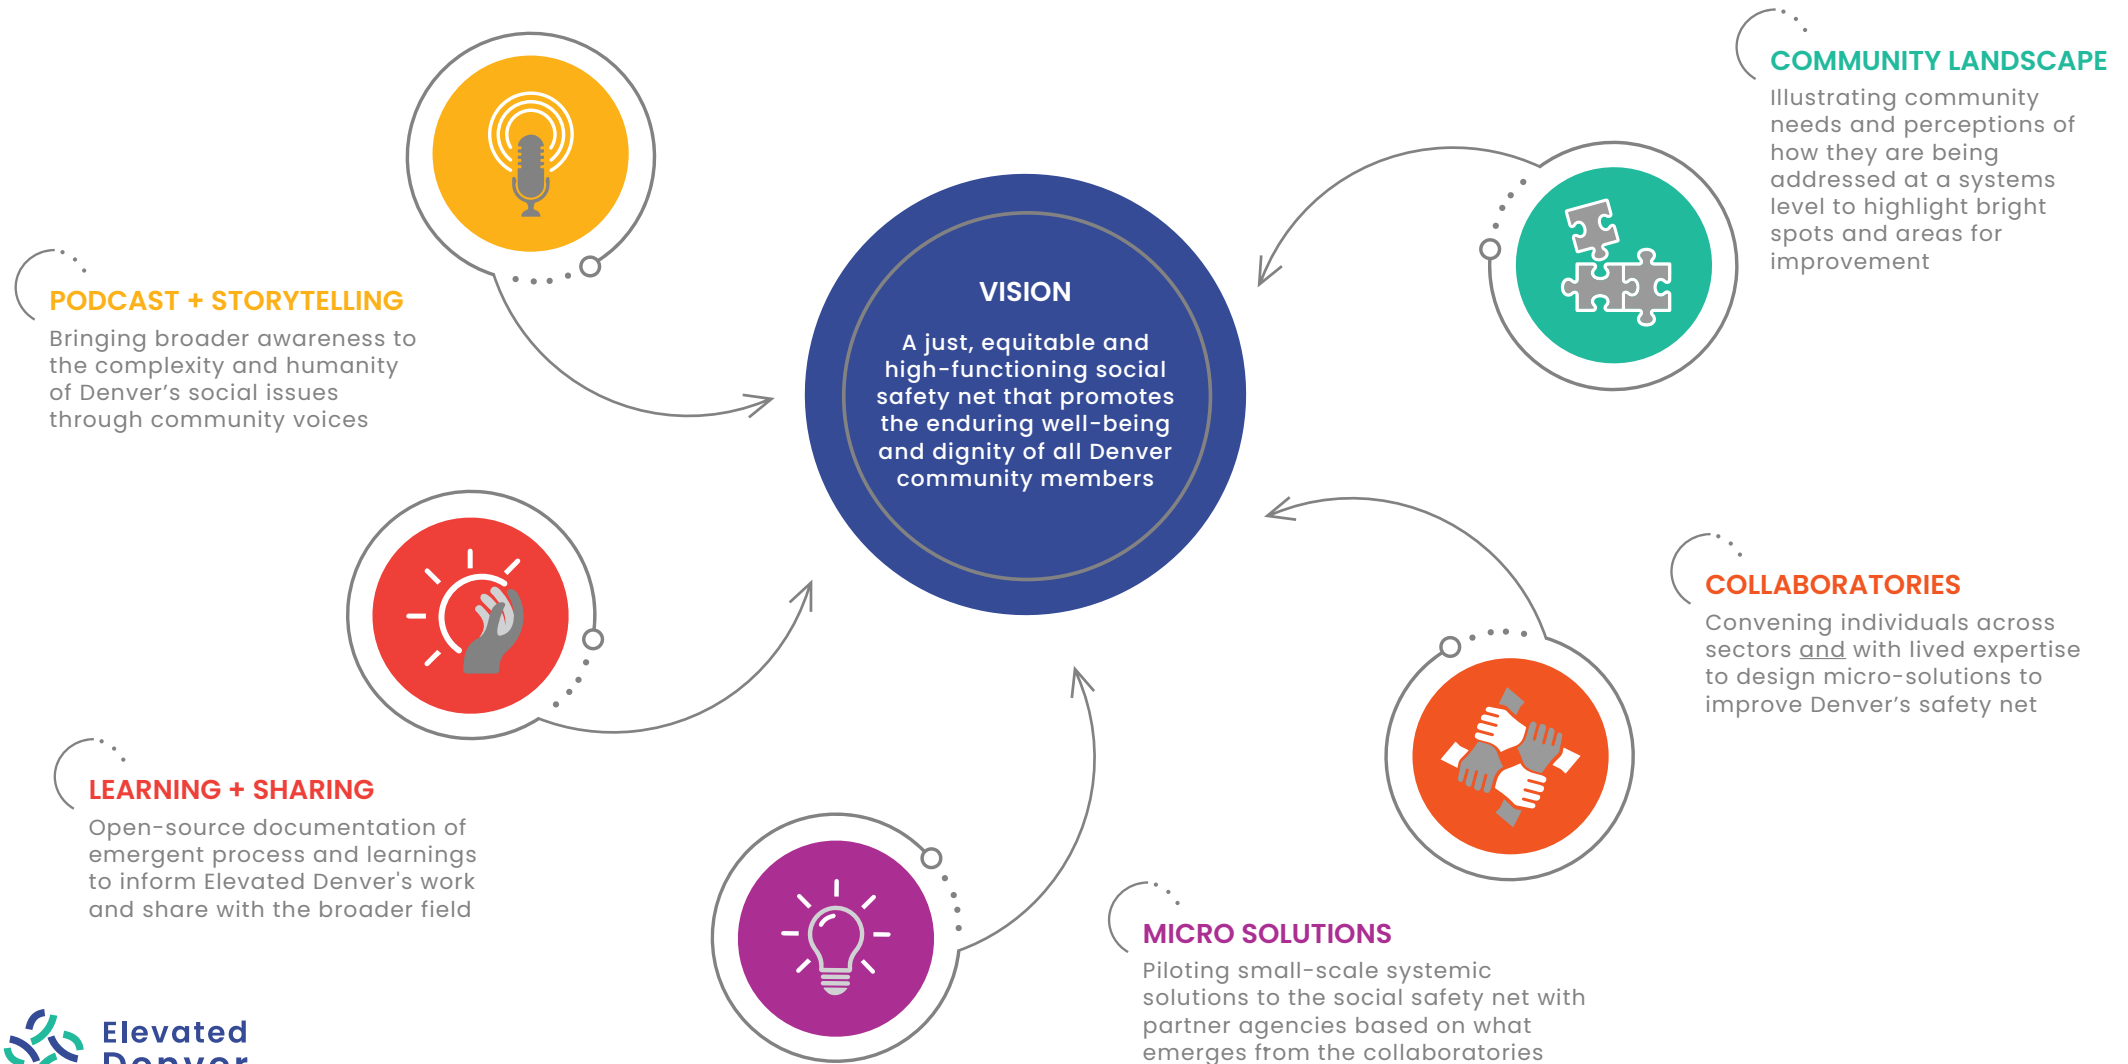 PODCAST + STORYTELLING
Bringing broader awareness to
the complexity and humanity
of Denver’s social issues
through community voices
LEARNING + SHARING
Open-source documentation of
emergent process and learnings
to inform Elevated Denver's work
and share with the broader field
VISION
A just, equitable and
high-functioning social
safety net that promotes
the enduring well-being
and dignity of all Denver
community members
COMMUNITY LANDSCAPE
Illustrating community
needs and perceptions of
how they are being
addressed at a systems
level to highlight bright
spots and areas for
improvement
COLLABORATORIES
Convening individuals across
sectors and with lived expertise
to design micro-solutions to
improve Denver’s safety net
MICRO SOLUTIONS
Piloting small-scale systemic
solutions to the social safety net with
partner agencies based on what
emerges from the collaboratories
Elevated
Denver